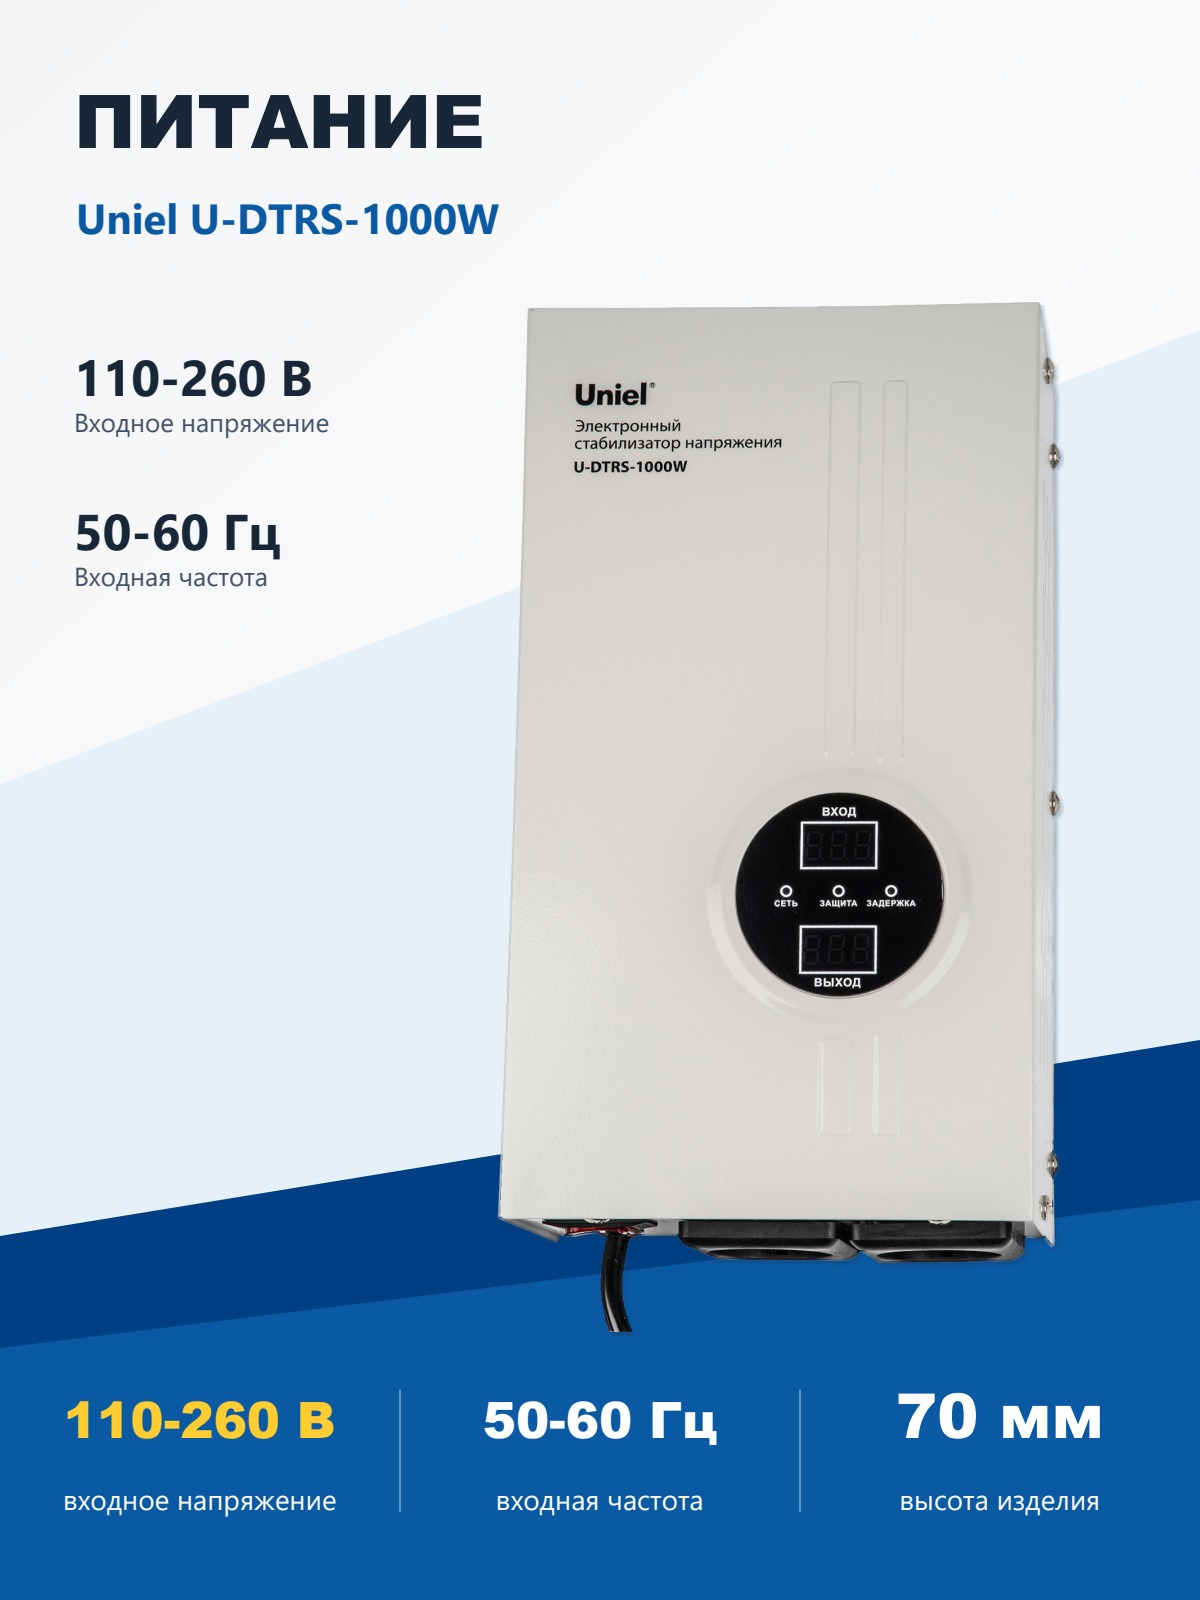 ПИТАНИЕ
Uniel U-DTRS-1000W
110-260 В
Входное напряжение
50-60 Гц
Входная частота
Uniel®
Электронный
стабилизатор напряжения
U-DTRS-1000W
ВХОД
СЕТЬ ЗАЩИТА ЗАДЕРЖКА
ВЫХОД
110-260 В
входное напряжение
50-60 Гц
входная частота
70 мм
высота изделия